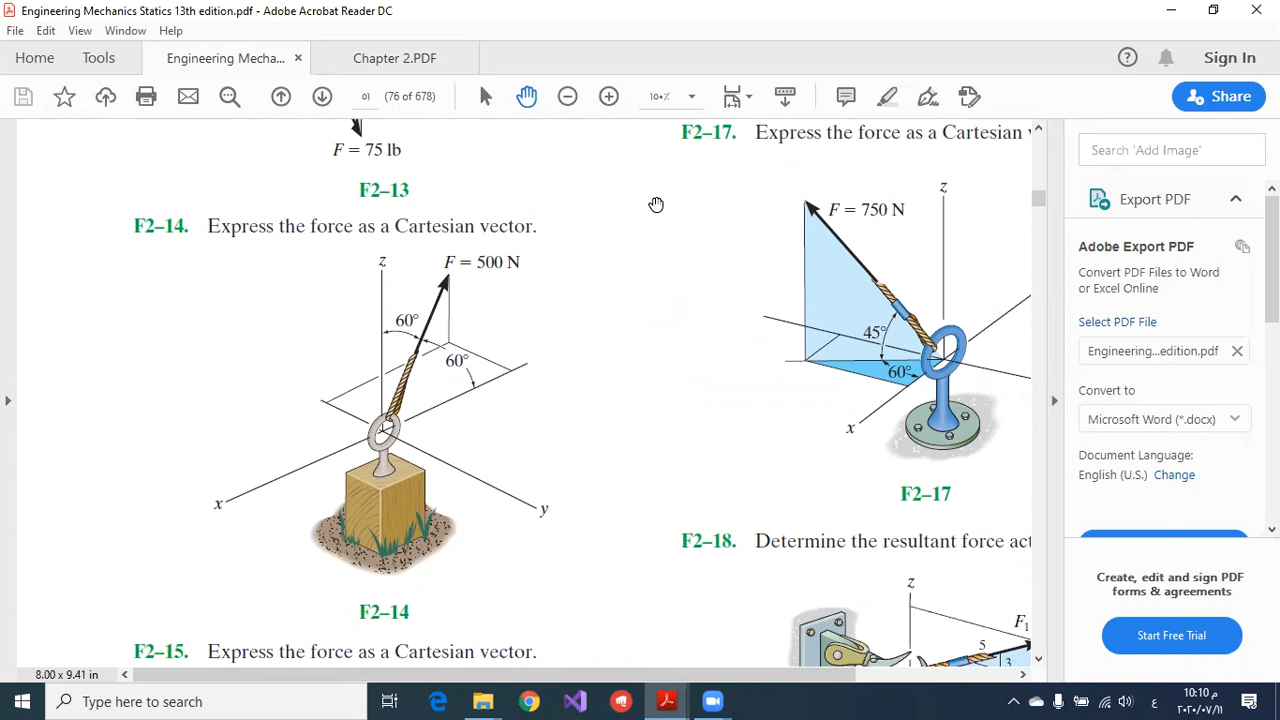 Engineering Mechanics Statics 13th edition.pdf - Adobe Acrobat Reader DC
File Edit View Window Help
Home Tools Engineering Mecha... × Chapter 2.PDF Sign In
(76 of 678) Share
F = 75 lb
F2–13
F2–14. Express the force as a Cartesian vector.
z
F = 500 N
60°
60°
x
y
F2–14
F2–15. Express the force as a Cartesian vector.
F2–17. Express the force as a Cartesian
z
F = 750 N
45°
60°
x
F2–17
F2–18. Determine the resultant force act
z
F1
5
3
Search 'Add Image'
Export PDF
Adobe Export PDF
Convert PDF Files to Word
or Excel Online
Select PDF File
Engineering...edition.pdf
Convert to
Microsoft Word (*.docx)
Document Language:
English (U.S.) Change
Create, edit and sign PDF
forms & agreements
Start Free Trial
8.00 x 9.41 in
Type here to search
ع
١٠:١٠ م
٢٠٢٠/٠٧/١١